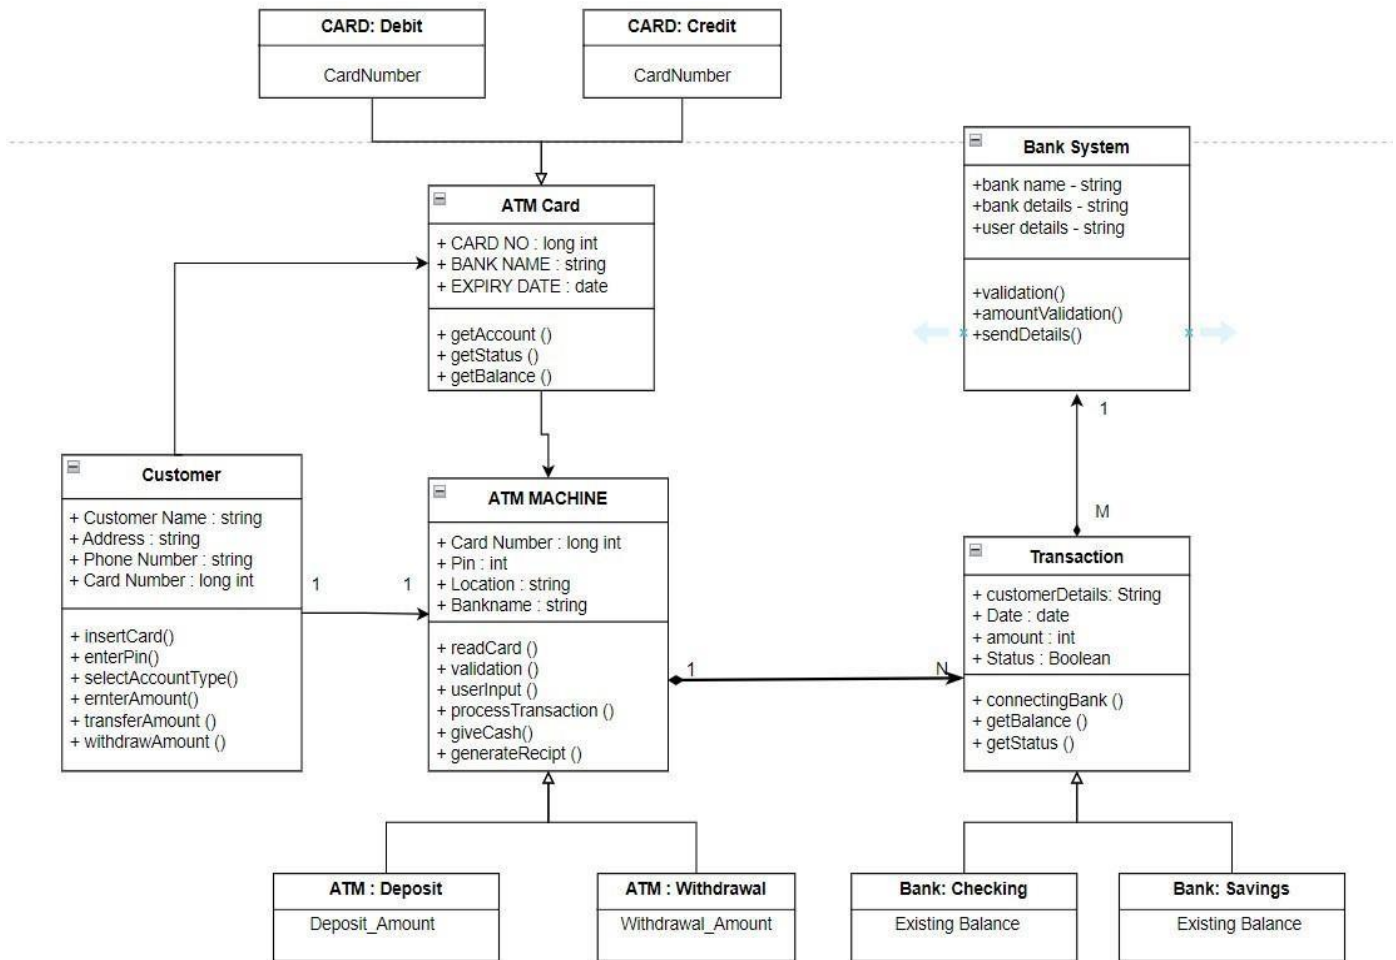 CARD: Debit
CardNumber
CARD: Credit
CardNumber
Bank System
+bank name - string
+bank details - string
+user details - string
+validation()
+amountValidation()
+sendDetails()
ATM Card
+ CARD NO : long int
+ BANK NAME : string
+ EXPIRY DATE : date
+ getAccount ()
+ getStatus ()
+ getBalance ()
1
M
Customer
+ Customer Name : string
+ Address : string
+ Phone Number : string
+ Card Number : long int
+ insertCard()
+ enterPin()
+ selectAccountType()
+ ernterAmount()
+ transferAmount ()
+ withdrawAmount ()
1
1
ATM MACHINE
+ Card Number : long int
+ Pin : int
+ Location : string
+ Bankname : string
+ readCard ()
+ validation ()
+ userInput ()
+ processTransaction ()
+ giveCash()
+ generateRecipt ()
1
N
Transaction
+ customerDetails: String
+ Date : date
+ amount : int
+ Status : Boolean
+ connectingBank ()
+ getBalance ()
+ getStatus ()
ATM : Deposit
Deposit_Amount
ATM : Withdrawal
Withdrawal_Amount
Bank: Checking
Existing Balance
Bank: Savings
Existing Balance